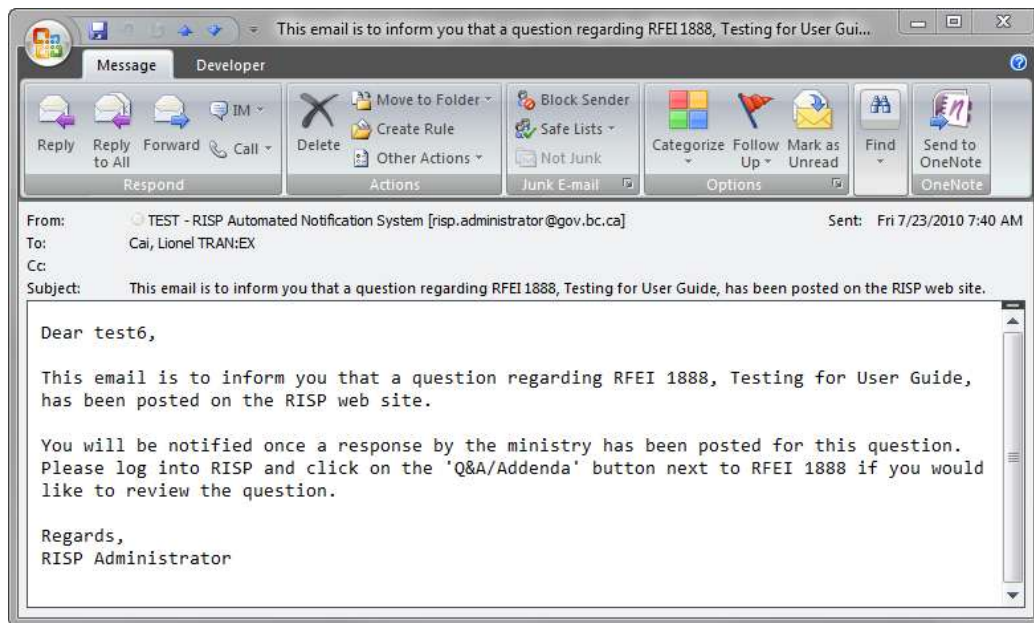 This email is to inform you that a question regarding RFEI 1888, Testing for User Gui...
Message Developer
Reply
Reply to All
Forward
IM
Call
Respond
Delete
Move to Folder
Create Rule
Other Actions
Actions
Block Sender
Safe Lists
Not Junk
Junk E-mail
Categorize
Follow Up
Mark as Unread
Options
Find
Send to OneNote
OneNote
From: TEST - RISP Automated Notification System [risp.administrator@gov.bc.ca] Sent: Fri 7/23/2010 7:40 AM
To: Cai, Lionel TRAN:EX
Cc:
Subject: This email is to inform you that a question regarding RFEI 1888, Testing for User Guide, has been posted on the RISP web site.
Dear test6,
This email is to inform you that a question regarding RFEI 1888, Testing for User Guide,
has been posted on the RISP web site.
You will be notified once a response by the ministry has been posted for this question.
Please log into RISP and click on the 'Q&A/Addenda' button next to RFEI 1888 if you would
like to review the question.
Regards,
RISP Administrator